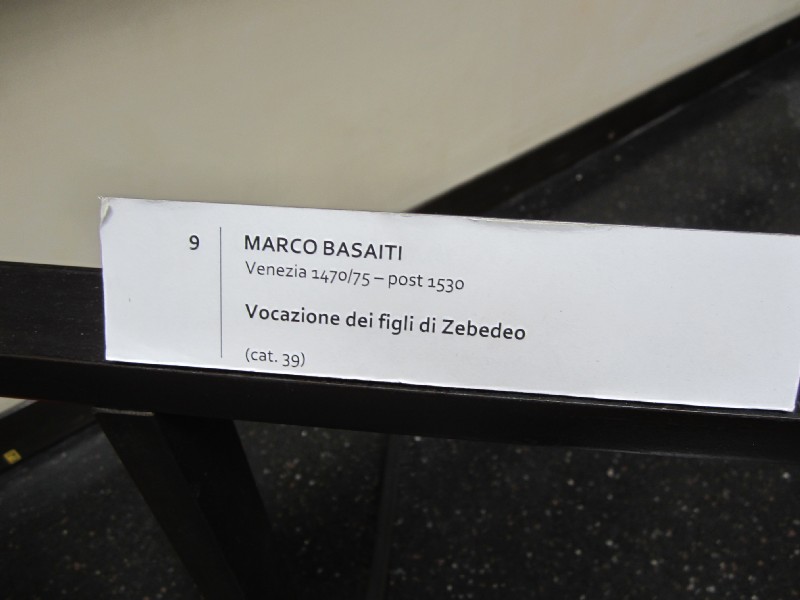 9
MARCO BASAITI
Venezia 1470/75 – post 1530
Vocazione dei figli di Zebedeo
(cat. 39)